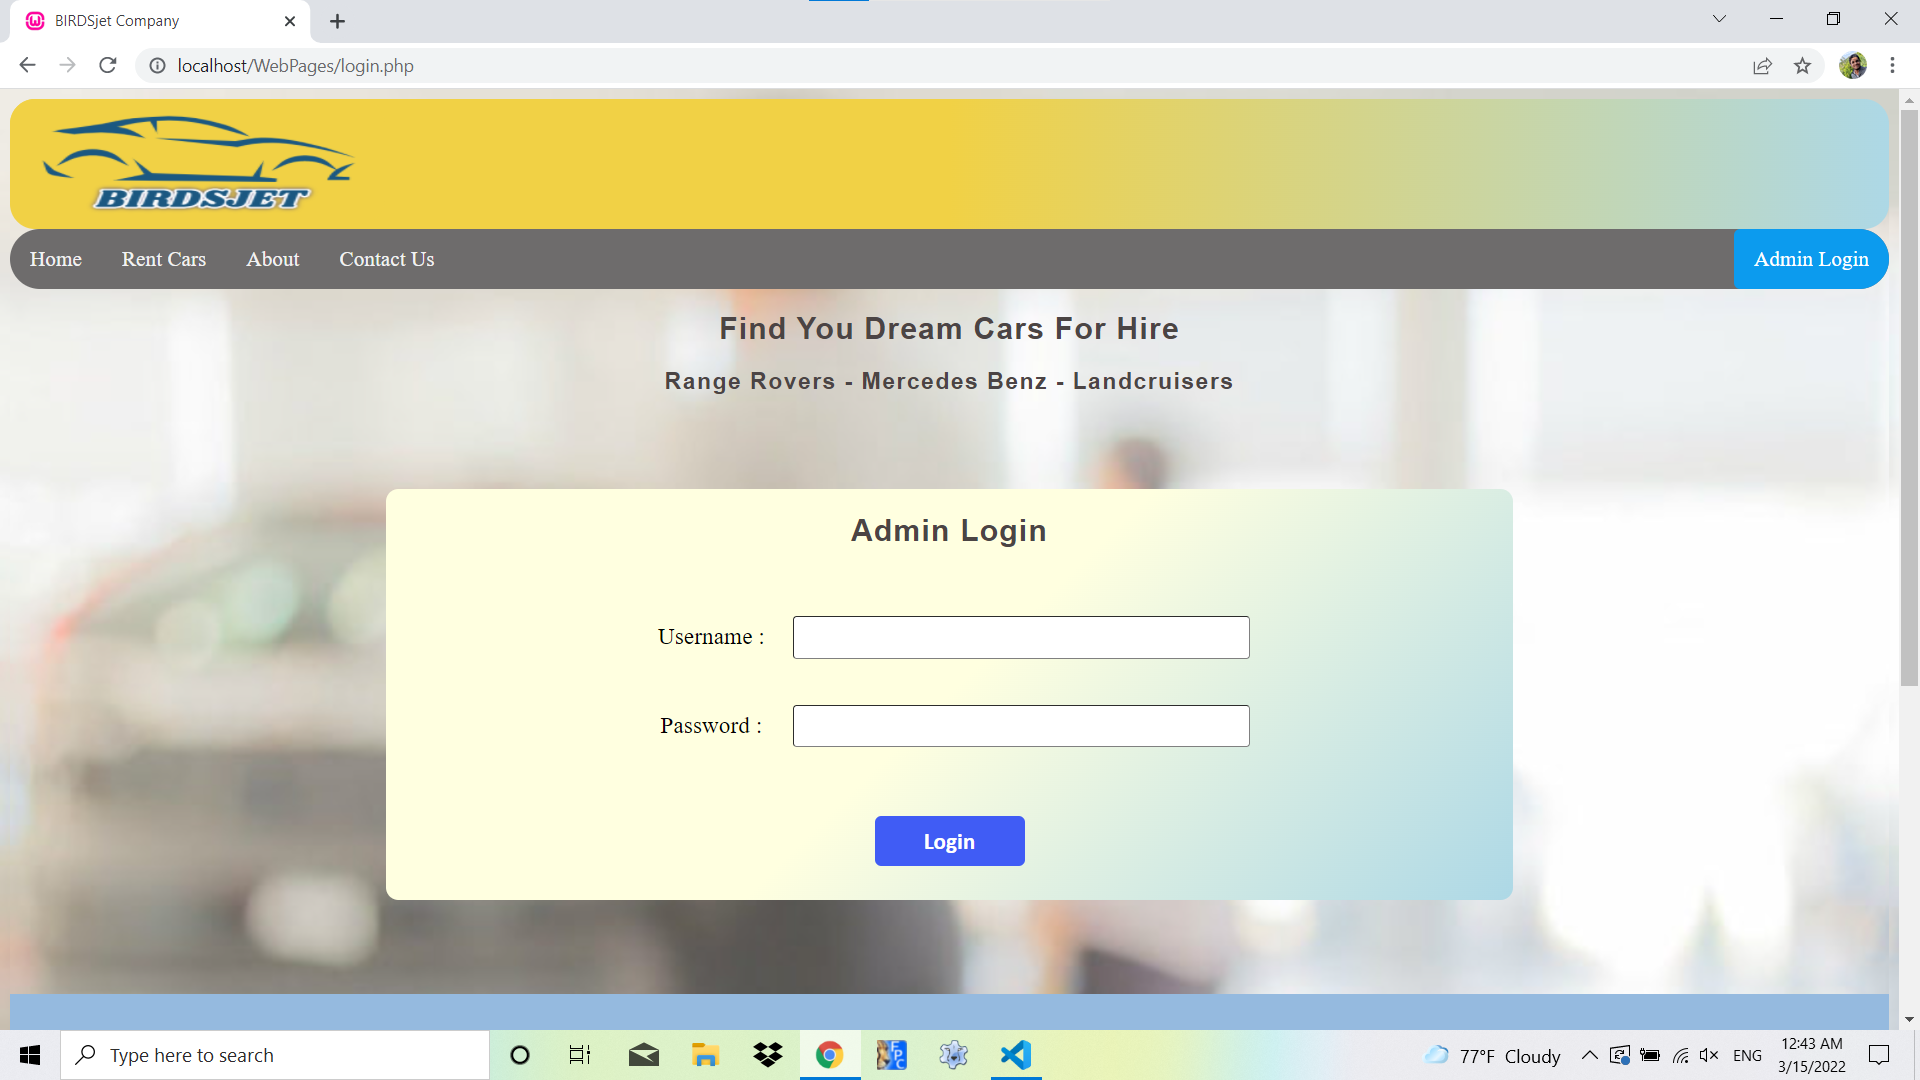 BIRDSjet Company
localhost/WebPages/login.php
BIRDSJET
Home Rent Cars About Contact Us Admin Login
Find You Dream Cars For Hire
Range Rovers - Mercedes Benz - Landcruisers
Admin Login
Username :
Password :
Login
Type here to search
FPC
77°F Cloudy
ENG
12:43 AM
3/15/2022